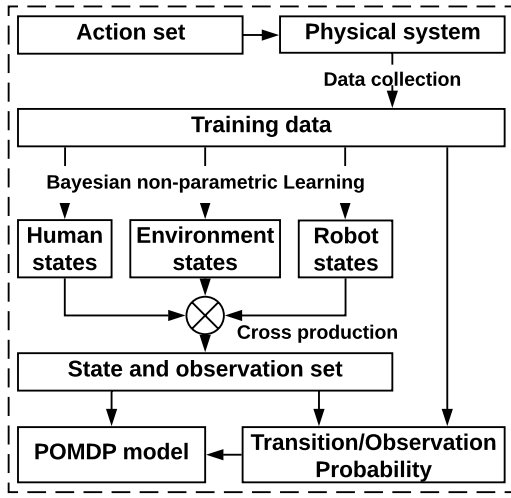 Action set
Physical system
Data collection
Training data
Bayesian non-parametric Learning
Human
states
Environment
states
Robot
states
Cross production
State and observation set
POMDP model
Transition/Observation
Probability